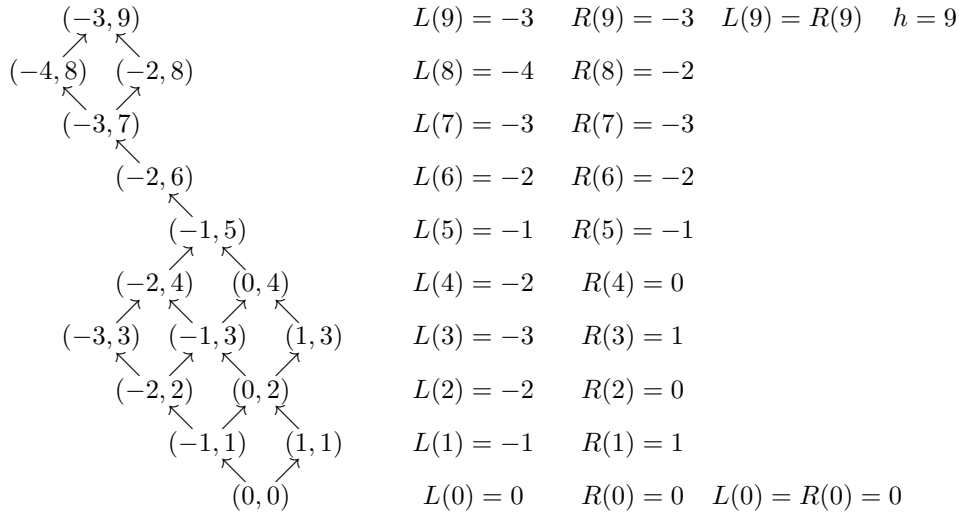 (−3, 9) L(9) = −3 R(9) = −3 L(9) = R(9) h = 9
(−4, 8) (−2, 8) L(8) = −4 R(8) = −2
(−3, 7) L(7) = −3 R(7) = −3
(−2, 6) L(6) = −2 R(6) = −2
(−1, 5) L(5) = −1 R(5) = −1
(−2, 4) (0, 4) L(4) = −2 R(4) = 0
(−3, 3) (−1, 3) (1, 3) L(3) = −3 R(3) = 1
(−2, 2) (0, 2) L(2) = −2 R(2) = 0
(−1, 1) (1, 1) L(1) = −1 R(1) = 1
(0, 0) L(0) = 0 R(0) = 0 L(0) = R(0) = 0